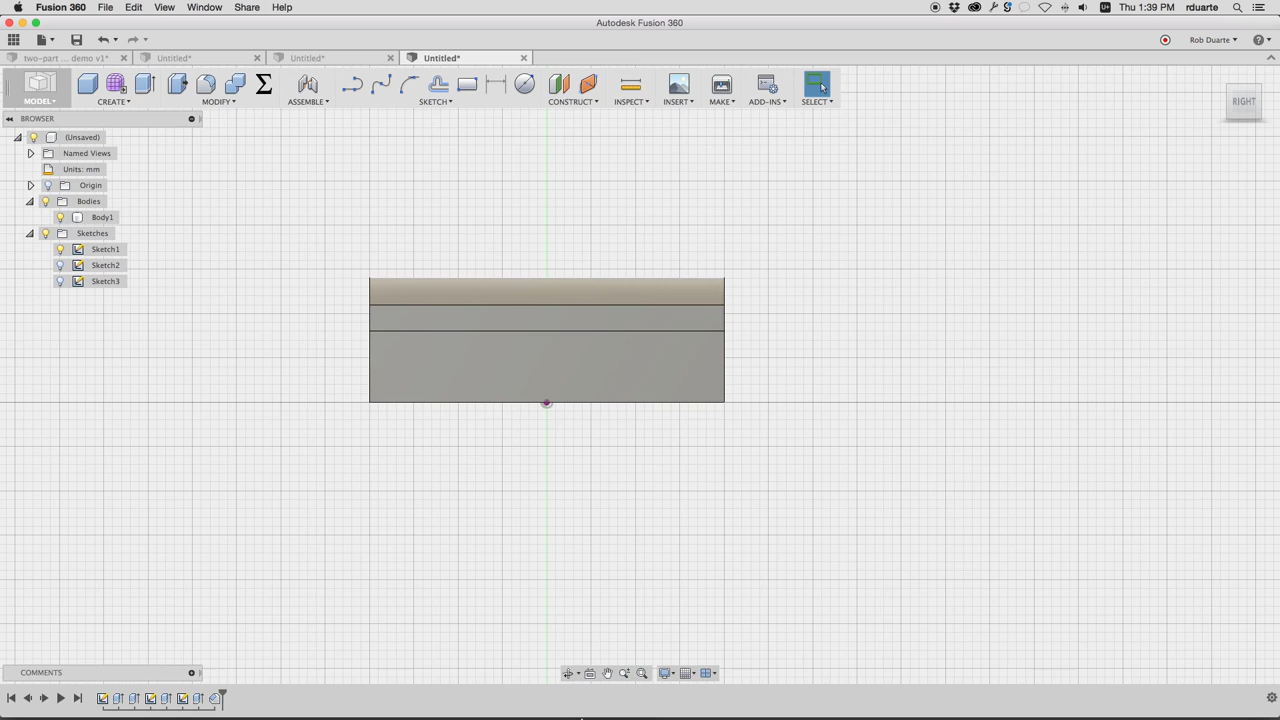 Fusion 360 File Edit View Window Share Help Thu 1:39 PM rduarte
Autodesk Fusion 360
Rob Duarte
two-part ... demo v1* Untitled* Untitled* Untitled*
MODEL CREATE MODIFY ASSEMBLE SKETCH CONSTRUCT INSPECT INSERT MAKE ADD-INS SELECT
RIGHT
BROWSER
(Unsaved)
Named Views
Units: mm
Origin
Bodies
Body1
Sketches
Sketch1
Sketch2
Sketch3
COMMENTS